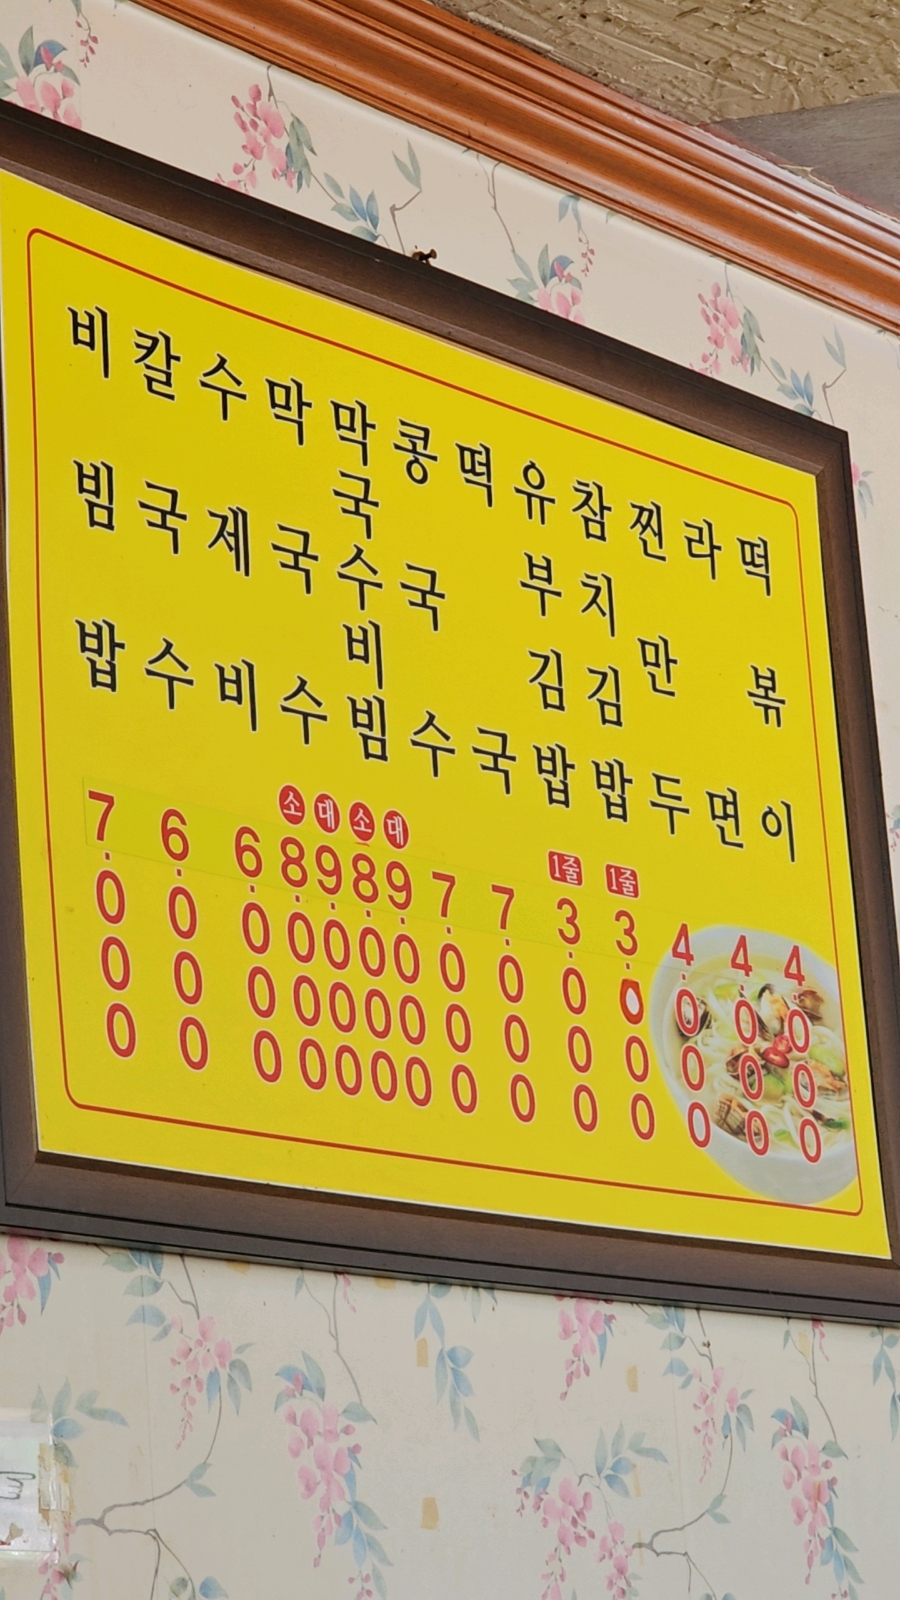 비빔밥
7.000
칼국수
6.000
수제비
6.000
막국수
소 8.000
대 9.000
막국수비빔
소 8.000
대 9.000
콩국수
7.000
떡국
7.000
유부김밥
1줄
3.000
참치김밥
1줄
3.000
찐만두
4.000
라면
4.000
떡볶이
4.000